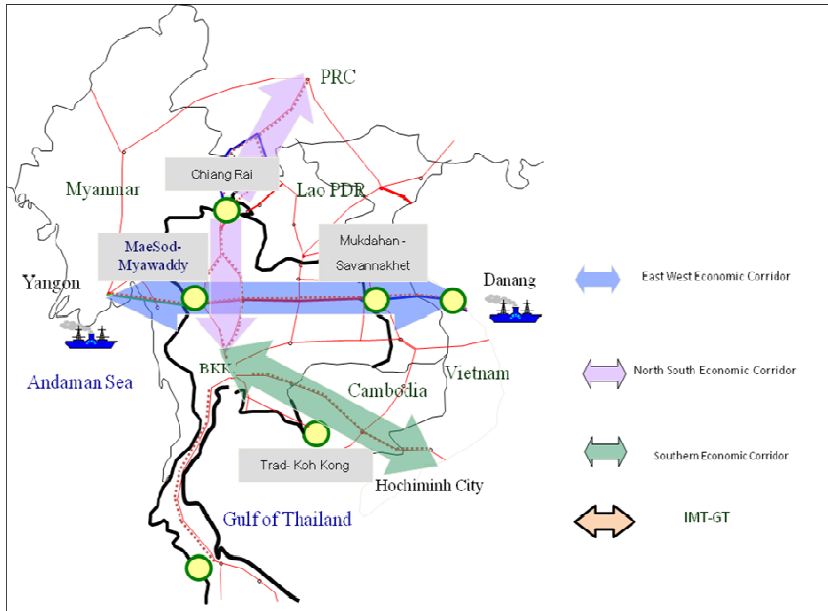 PRC
Chiang Rai
Myanmar
Lao PDR
MaeSod-
Myawaddy
Mukdahan -
Savannakhet
Yangon
Danang
East West Economic Corridor
BKK
Andaman Sea
Cambodia
Vietnam
North South Economic Corridor
Trad- Koh Kong
Southern Economic Corridor
Hochiminh City
Gulf of Thailand
IMT-GT